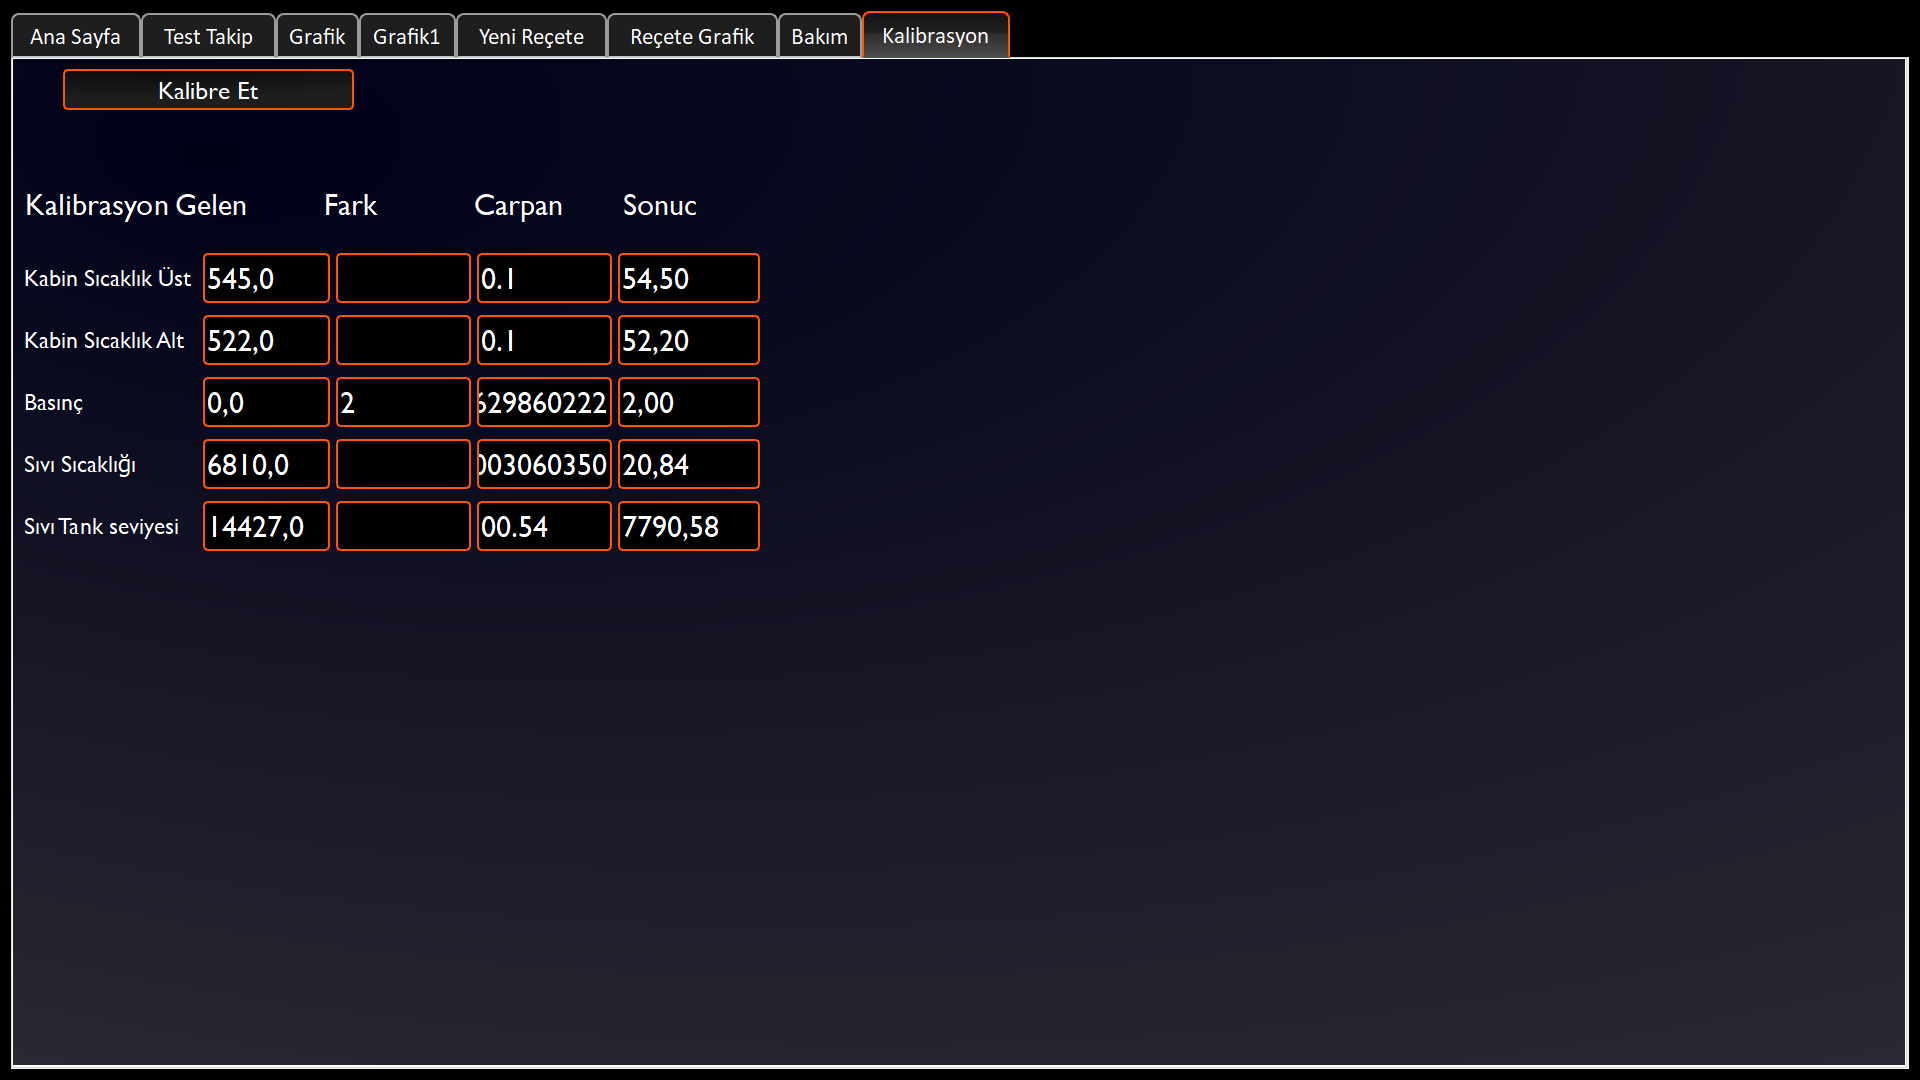 Ana Sayfa Test Takip Grafik Grafik1 Yeni Reçete Reçete Grafik Bakım Kalibrasyon
Kalibre Et
Kalibrasyon Gelen Fark Carpan Sonuc
Kabin Sıcaklık Üst 545,0 0.1 54,50
Kabin Sıcaklık Alt 522,0 0.1 52,20
Basınç 0,0 2 629860222 2,00
Sıvı Sıcaklığı 6810,0 003060350 20,84
Sıvı Tank seviyesi 14427,0 00.54 7790,58